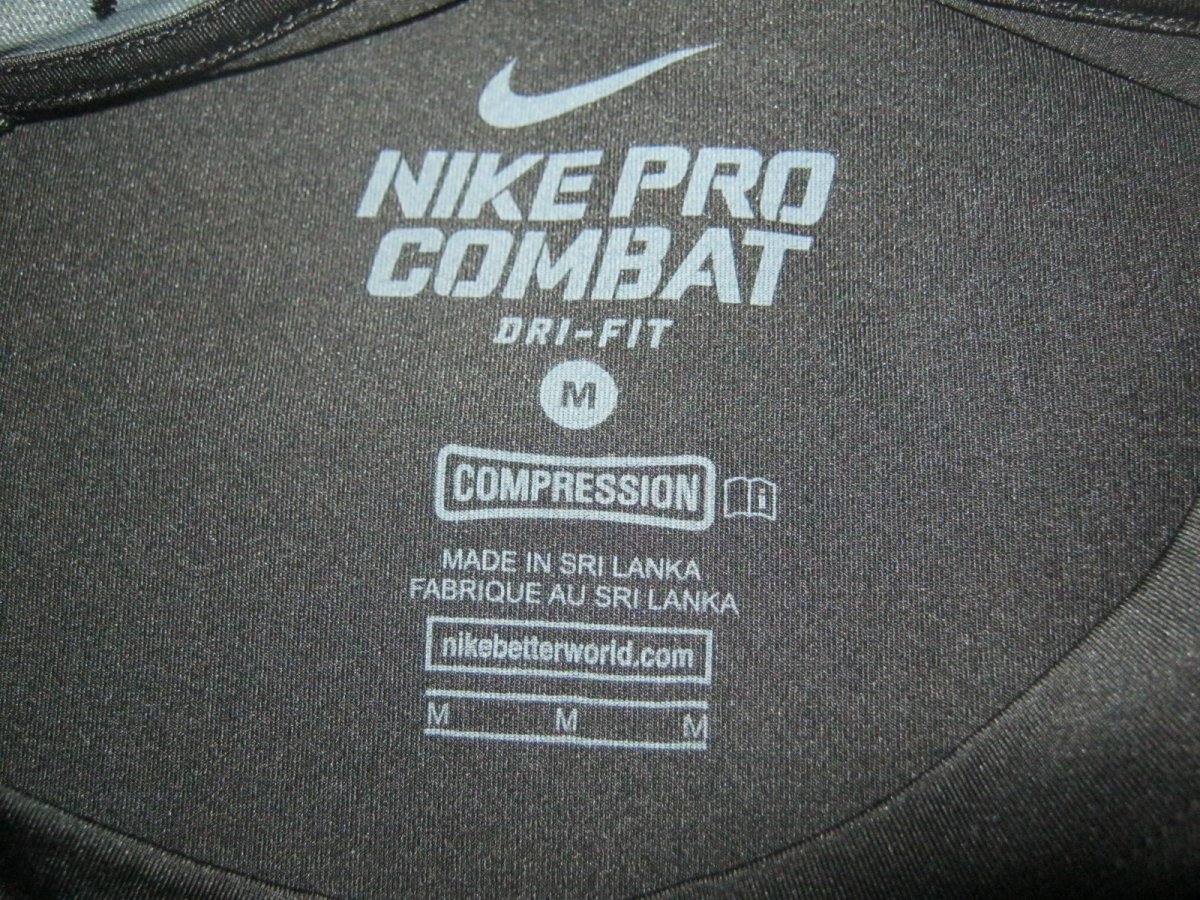 NIKE PRO
COMBAT
DRI-FIT
M
COMPRESSION i
MADE IN SRI LANKA
FABRIQUE AU SRI LANKA
nikebetterworld.com
M M M